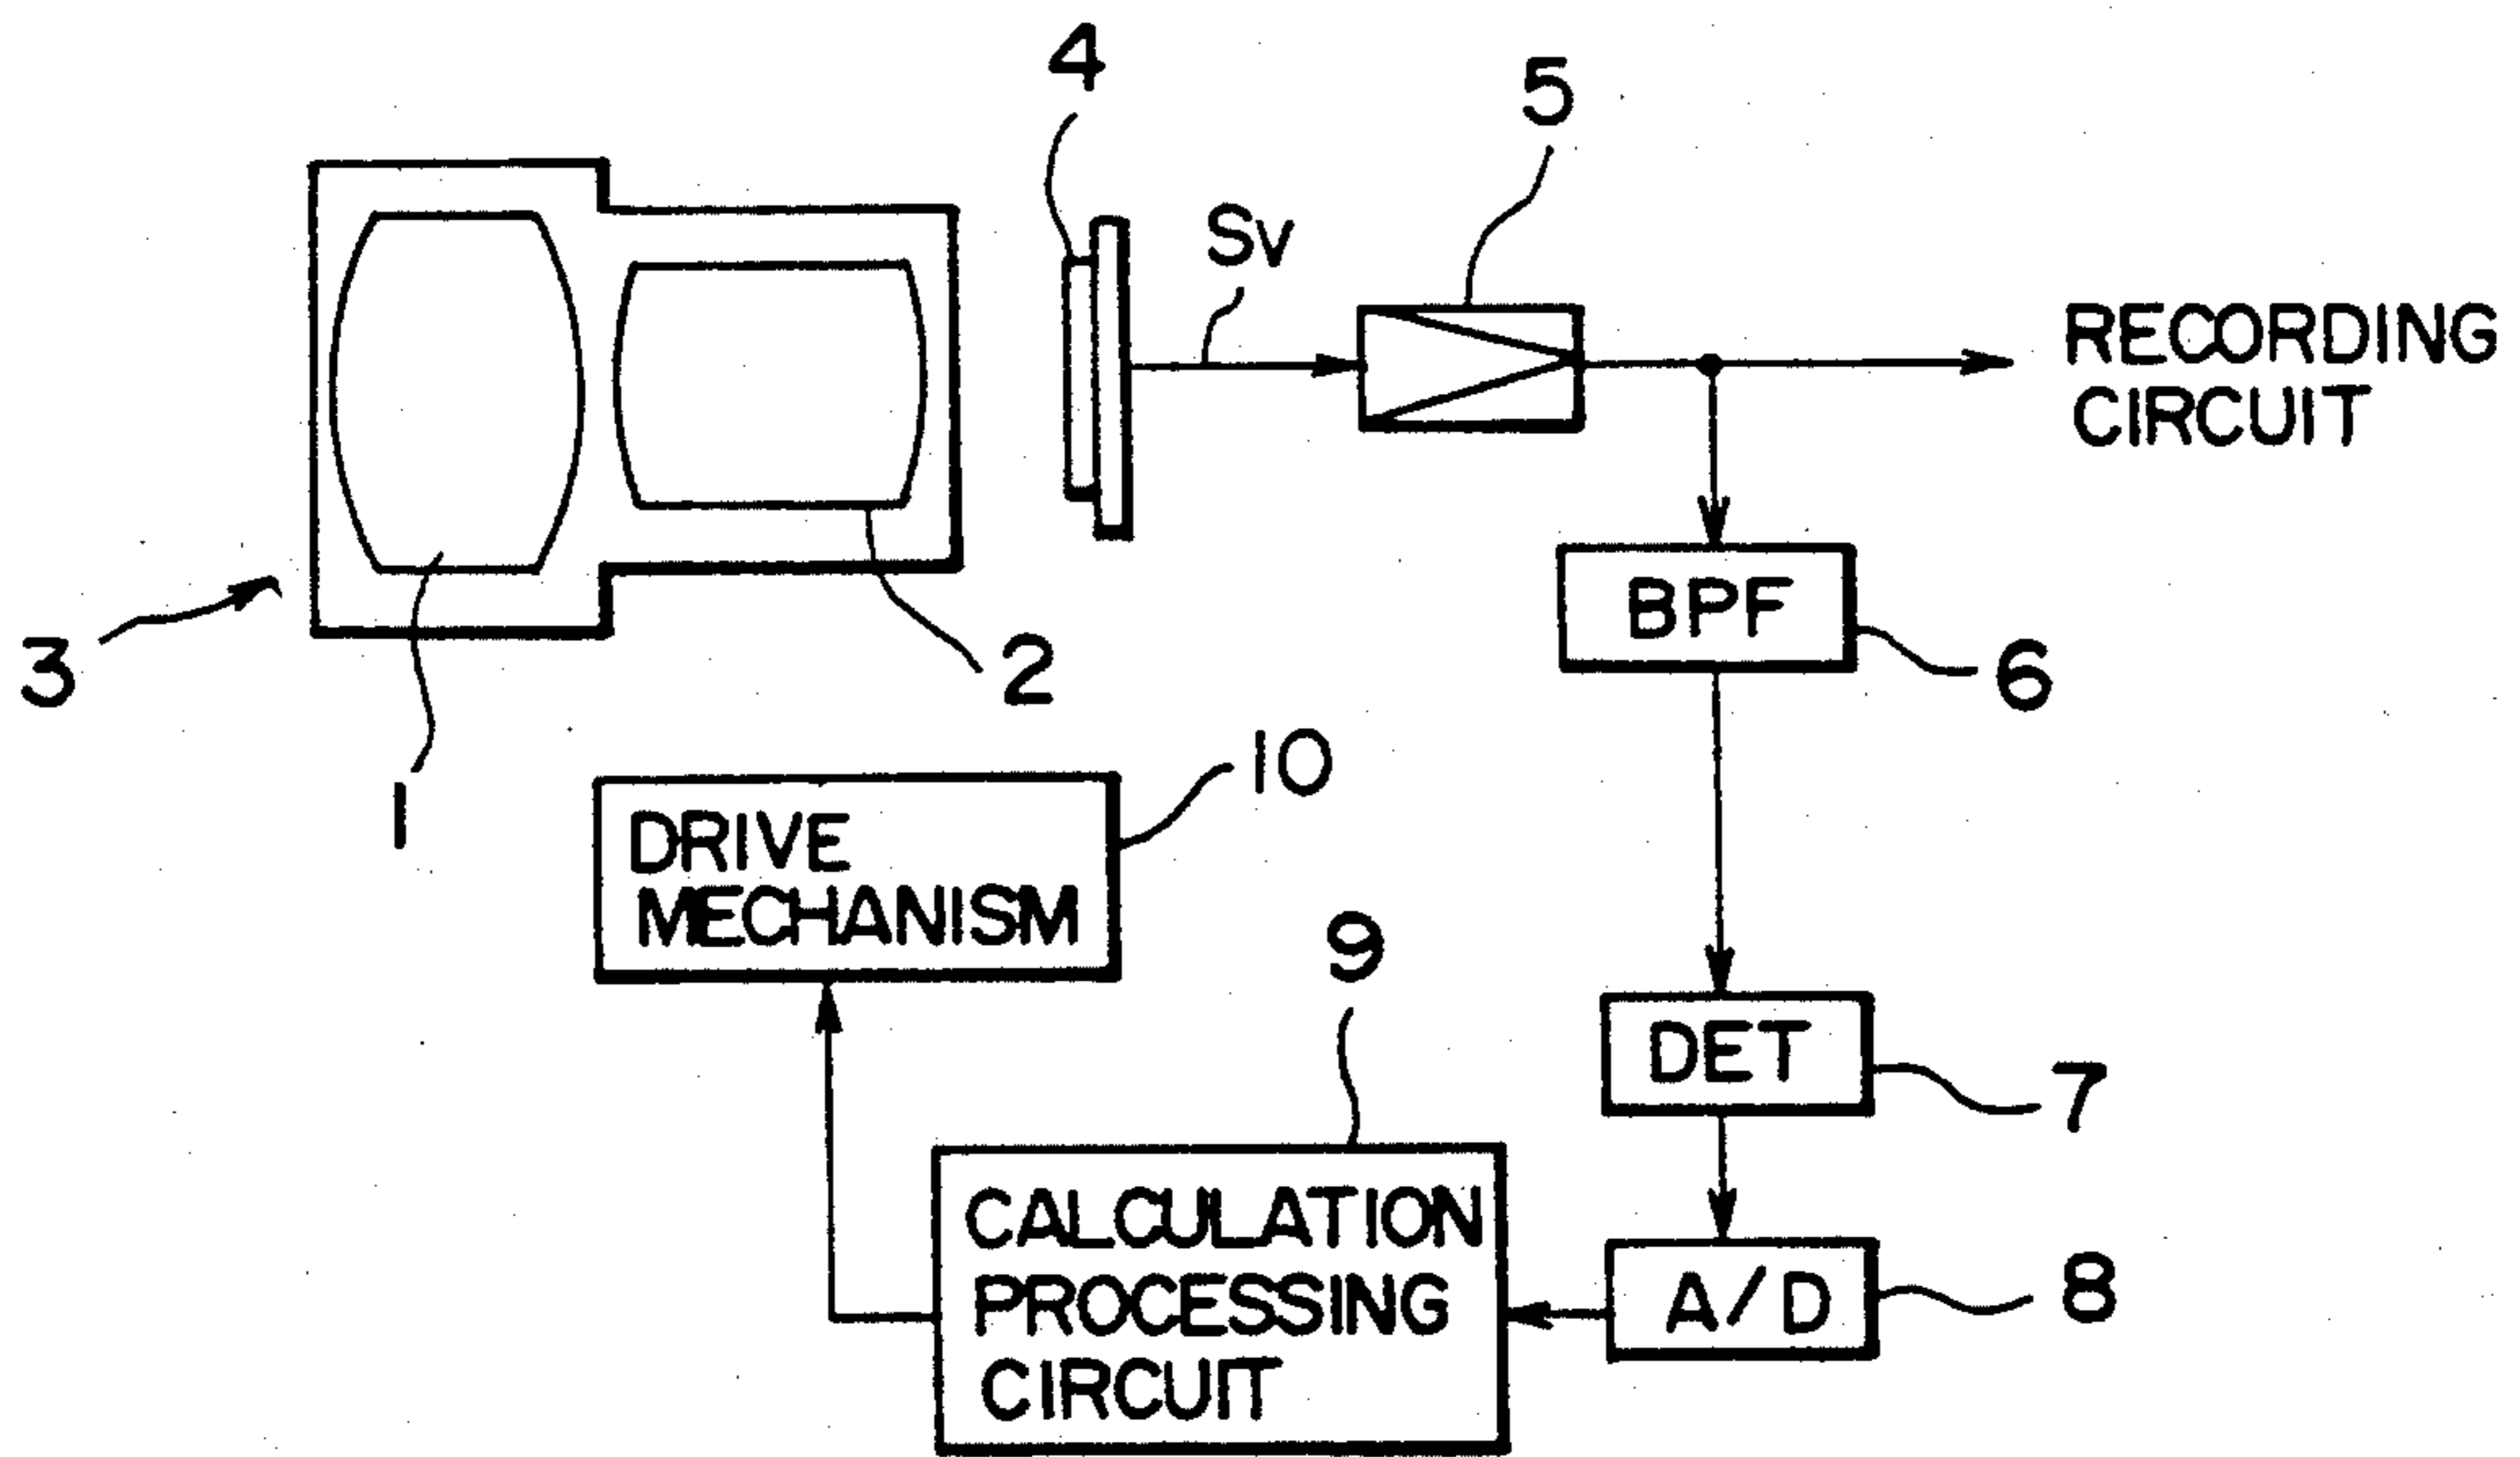 4
5
Sv
RECORDING
CIRCUIT
BPF
3
2
6
1
10
DRIVE
MECHANISM
9
DET
7
CALCULATION
PROCESSING
CIRCUIT
A/D
8